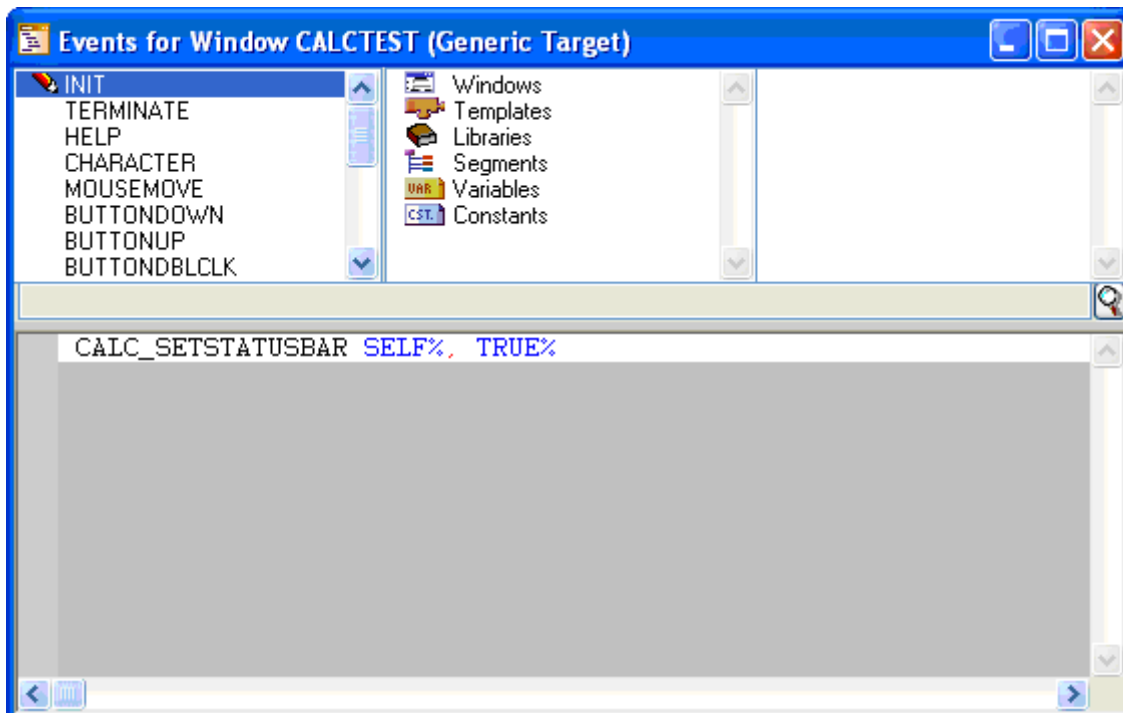 Events for Window CALCTEST (Generic Target)
INIT
TERMINATE
HELP
CHARACTER
MOUSEMOVE
BUTTONDOWN
BUTTONUP
BUTTONDBLCLK
Windows
Templates
Libraries
Segments
VAR Variables
CST. Constants
CALC_SETSTATUSBAR SELF%, TRUE%